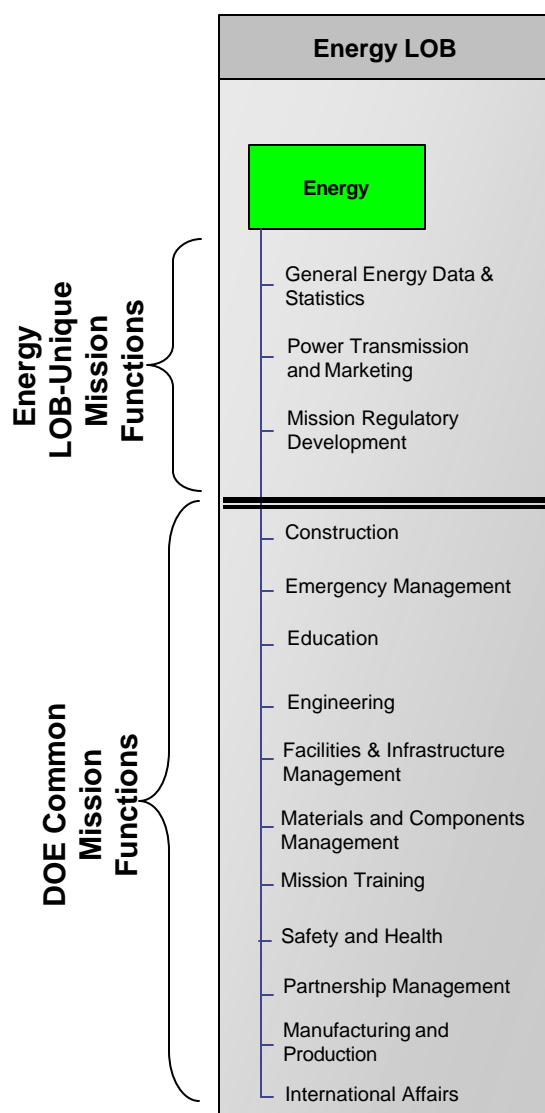 Energy LOB
Energy
Energy
LOB-Unique
Mission
Functions
General Energy Data &
Statistics
Power Transmission
and Marketing
Mission Regulatory
Development
DOE Common
Mission
Functions
Construction
Emergency Management
Education
Engineering
Facilities & Infrastructure
Management
Materials and Components
Management
Mission Training
Safety and Health
Partnership Management
Manufacturing and
Production
International Affairs